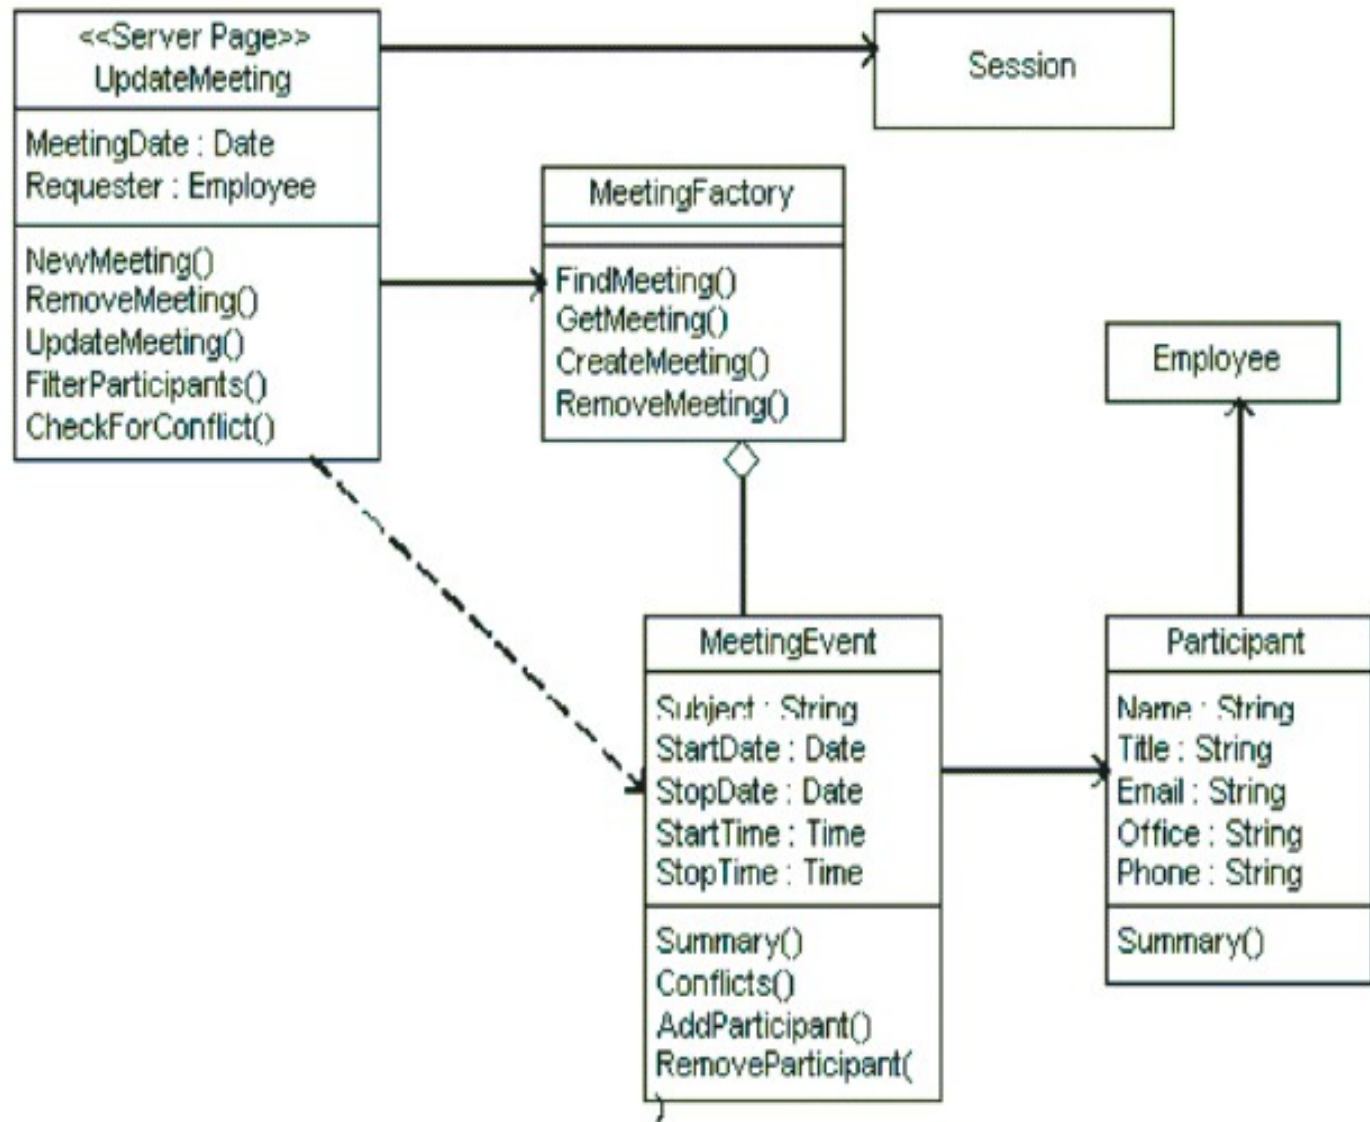 <<Server Page>>
UpdateMeeting
MeetingDate : Date
Requester : Employee
NewMeeting()
RemoveMeeting()
UpdateMeeting()
FilterParticipants()
CheckForConflict()
Session
MeetingFactory
FindMeeting()
GetMeeting()
CreateMeeting()
RemoveMeeting()
Employee
MeetingEvent
Subject : String
StartDate : Date
StopDate : Date
StartTime : Time
StopTime : Time
Summary()
Conflicts()
AddParticipant()
RemoveParticipant(
)
Participant
Name : String
Title : String
Email : String
Office : String
Phone : String
Summary()